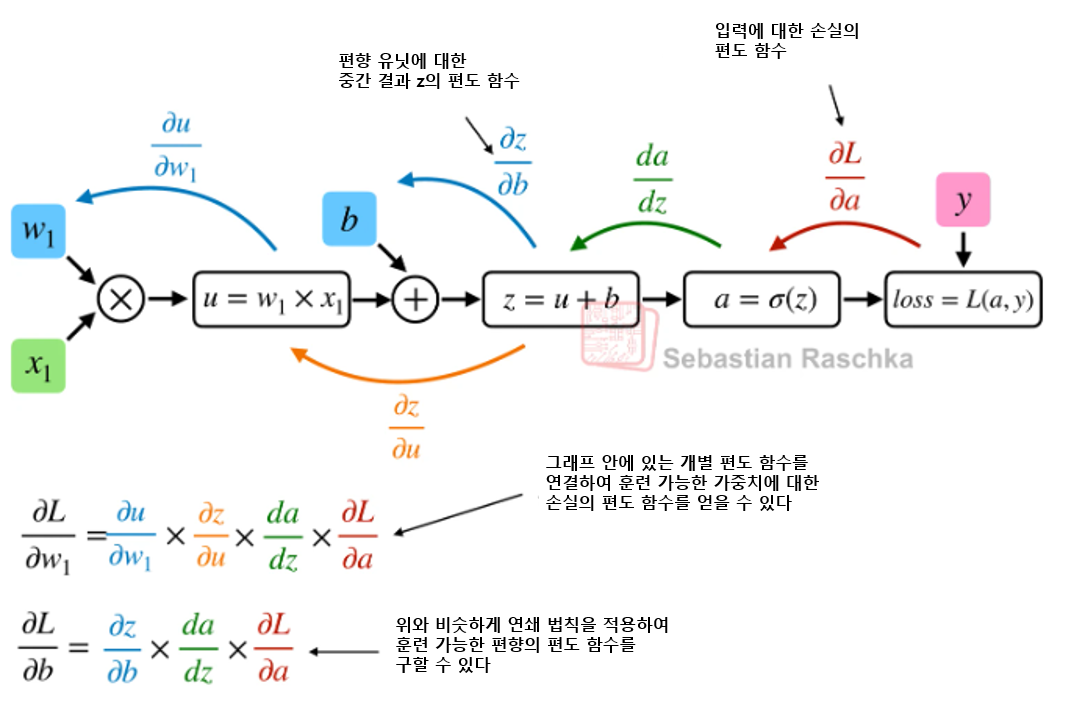 입력에 대한 손실의
편도 함수
편향 유닛에 대한
중간 결과 z의 편도 함수
∂u/∂w₁
∂z/∂b
da/dz
∂L/∂a
w₁
b
y
×
u = w₁ × x₁
+
z = u + b
a = σ(z)
loss = L(a, y)
x₁
Sebastian Raschka
∂z/∂u
그래프 안에 있는 개별 편도 함수를
연결하여 훈련 가능한 가중치에 대한
손실의 편도 함수를 얻을 수 있다
∂L/∂w₁ = ∂u/∂w₁ × ∂z/∂u × da/dz × ∂L/∂a
위와 비슷하게 연쇄 법칙을 적용하여
훈련 가능한 편향의 편도 함수를
구할 수 있다
∂L/∂b = ∂z/∂b × da/dz × ∂L/∂a